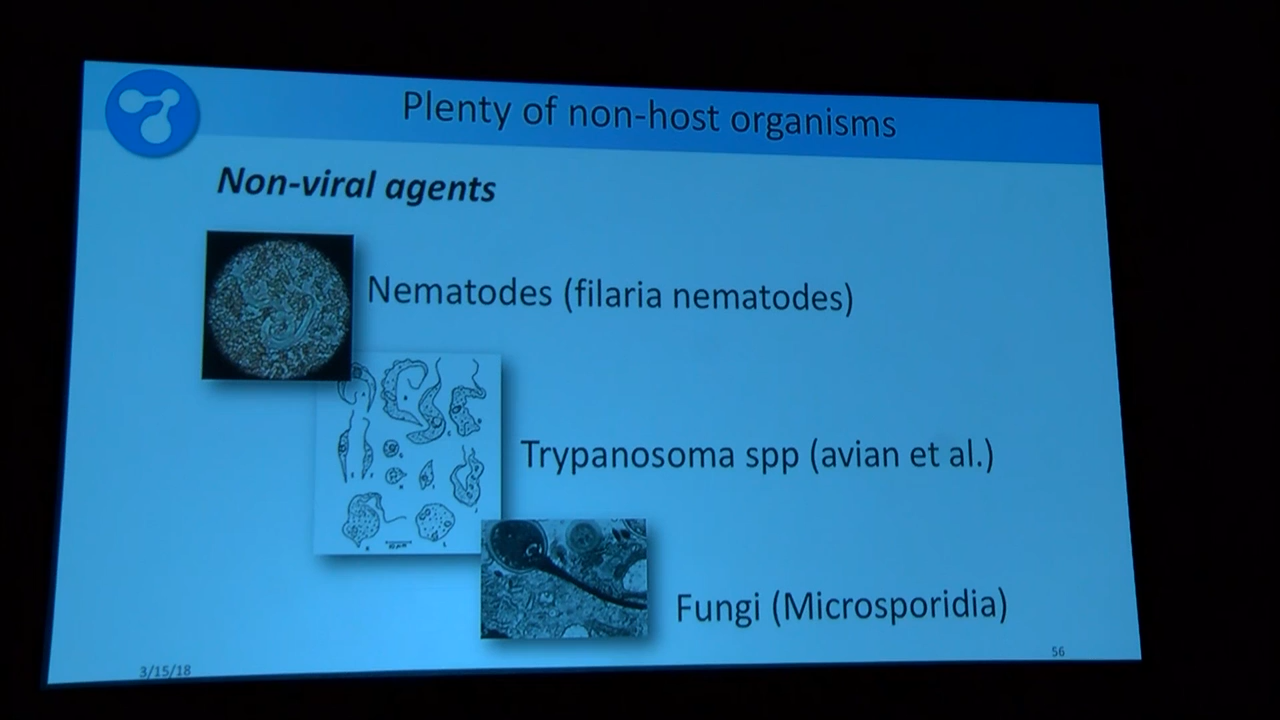 Plenty of non-host organisms
Non-viral agents
Nematodes (filaria nematodes)
Trypanosoma spp (avian et al.)
Fungi (Microsporidia)
3/15/18
56